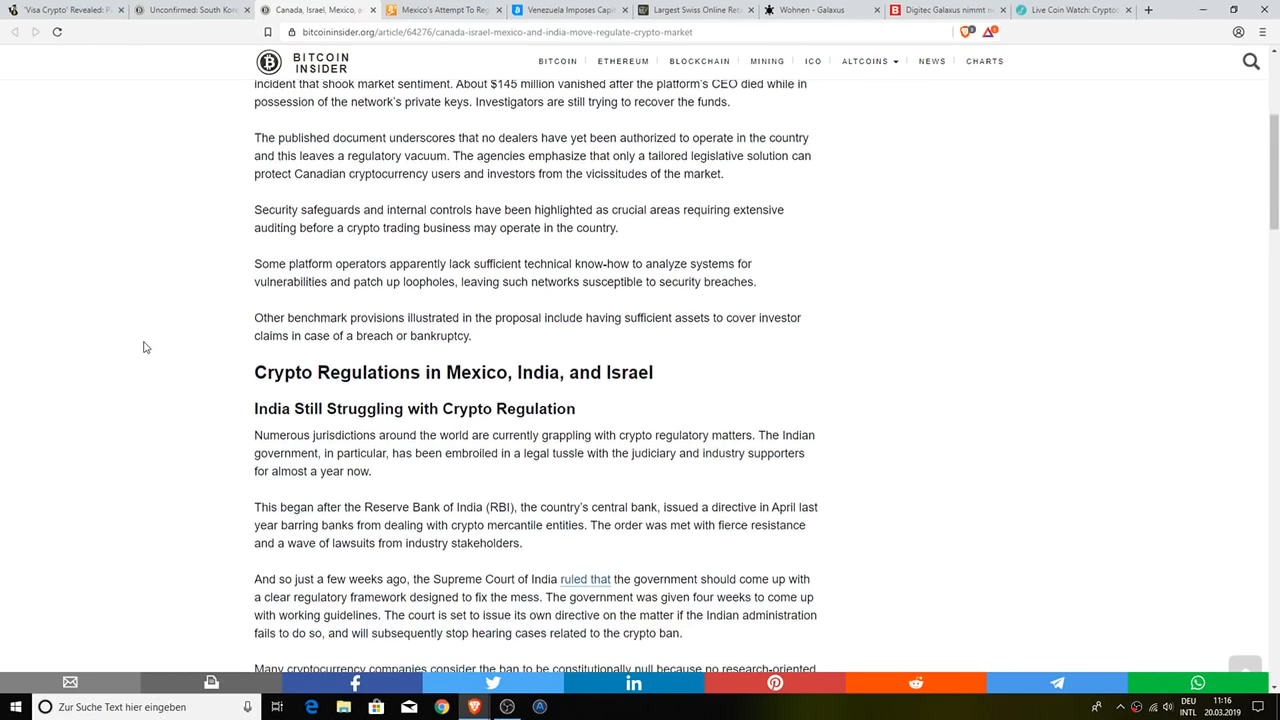 'Visa Crypto' Revealed: P
Unconfirmed: South Kore
Canada, Israel, Mexico, a
Mexico's Attempt To Reg
Venezuela Imposes Capi
Largest Swiss Online Reta
Wohnen - Galaxus
Digitec Galaxus nimmt n
Live Coin Watch: Cryptoc
bitcoininsider.org/article/64276/canada-israel-mexico-and-india-move-regulate-crypto-market
BITCOIN
INSIDER
BITCOIN ETHEREUM BLOCKCHAIN MINING ICO ALTCOINS NEWS CHARTS
incident that shook market sentiment. About $145 million vanished after the platform's CEO died while in
possession of the network's private keys. Investigators are still trying to recover the funds.
The published document underscores that no dealers have yet been authorized to operate in the country
and this leaves a regulatory vacuum. The agencies emphasize that only a tailored legislative solution can
protect Canadian cryptocurrency users and investors from the vicissitudes of the market.
Security safeguards and internal controls have been highlighted as crucial areas requiring extensive
auditing before a crypto trading business may operate in the country.
Some platform operators apparently lack sufficient technical know-how to analyze systems for
vulnerabilities and patch up loopholes, leaving such networks susceptible to security breaches.
Other benchmark provisions illustrated in the proposal include having sufficient assets to cover investor
claims in case of a breach or bankruptcy.
Crypto Regulations in Mexico, India, and Israel
India Still Struggling with Crypto Regulation
Numerous jurisdictions around the world are currently grappling with crypto regulatory matters. The Indian
government, in particular, has been embroiled in a legal tussle with the judiciary and industry supporters
for almost a year now.
This began after the Reserve Bank of India (RBI), the country's central bank, issued a directive in April last
year barring banks from dealing with crypto mercantile entities. The order was met with fierce resistance
and a wave of lawsuits from industry stakeholders.
And so just a few weeks ago, the Supreme Court of India ruled that the government should come up with
a clear regulatory framework designed to fix the mess. The government was given four weeks to come up
with working guidelines. The court is set to issue its own directive on the matter if the Indian administration
fails to do so, and will subsequently stop hearing cases related to the crypto ban.
Many cryptocurrency companies consider the ban to be constitutionally null because no research-oriented
Zur Suche Text hier eingeben
DEU
INTL
11:16
20.03.2019